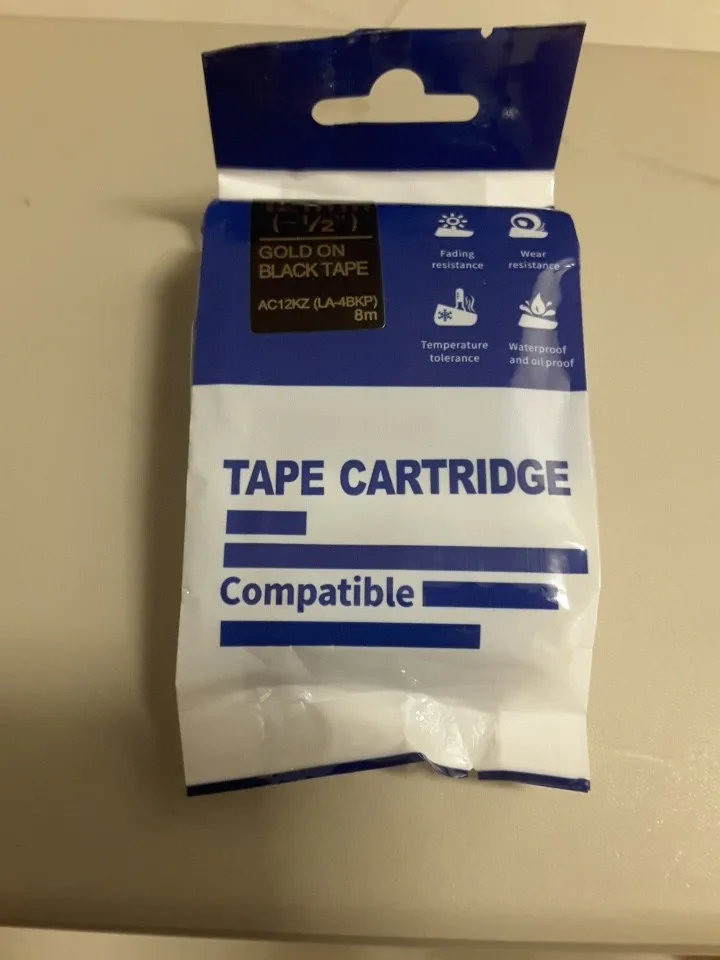 (~1/2")
GOLD ON
BLACK TAPE
AC12KZ (LA-4BKP)
8m
Fading
resistance
Wear
resistance
Temperature
tolerance
Waterproof
and oil proof
TAPE CARTRIDGE
Compatible